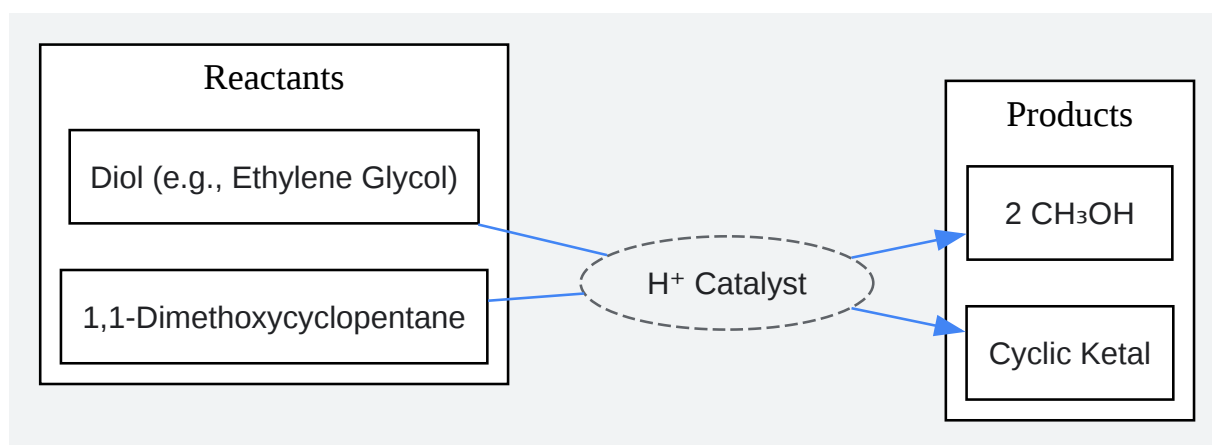 Reactants
Diol (e.g., Ethylene Glycol)
1,1-Dimethoxycyclopentane
H⁺ Catalyst
Products
2 CH₃OH
Cyclic Ketal